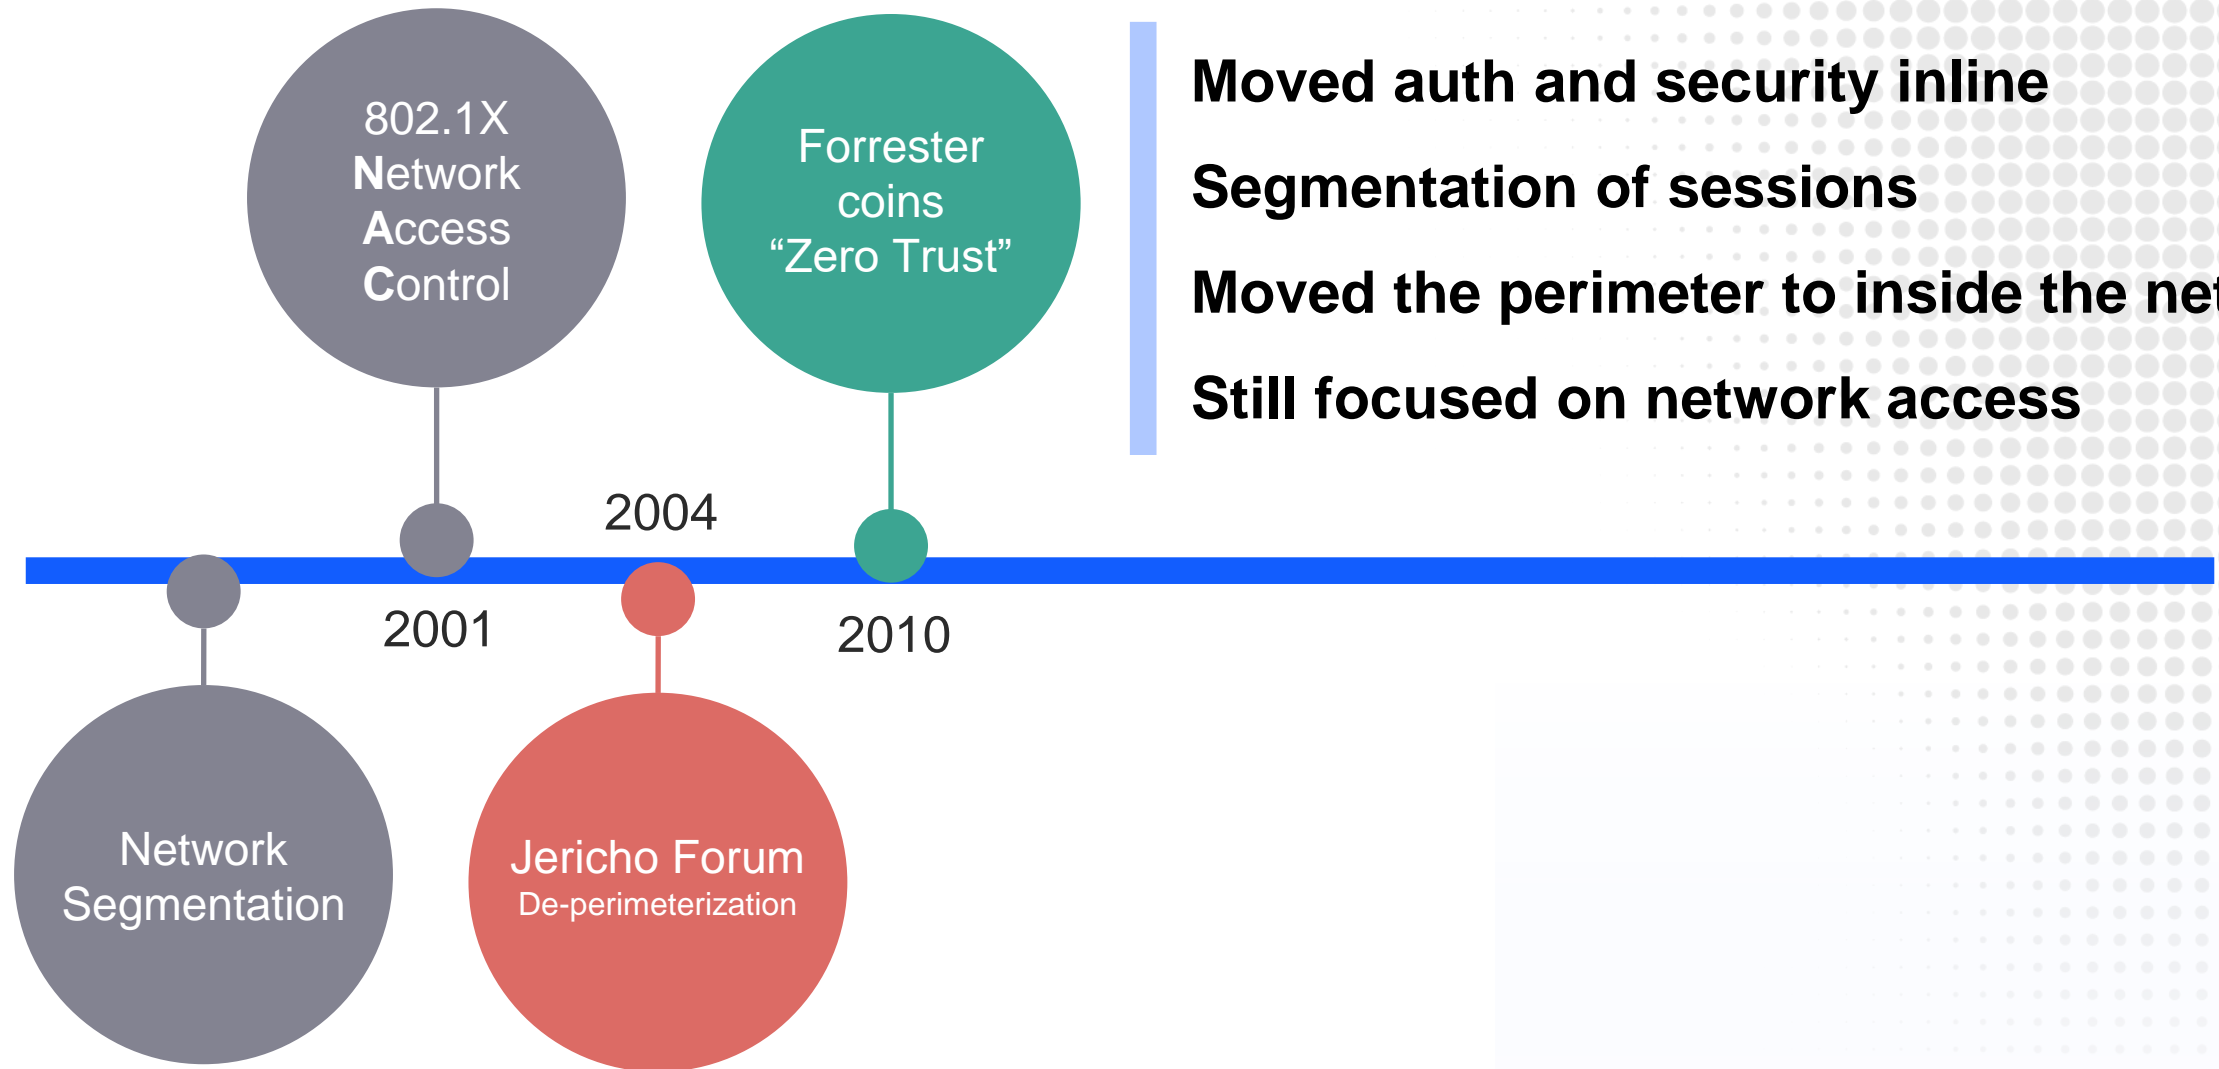 802.1X
Network
Access
Control
Forrester
coins
“Zero Trust”
Moved auth and security inline
Segmentation of sessions
Moved the perimeter to inside the
Still focused on network access
2004
2001
2010
Network
Segmentation
Jericho Forum
De-perimeterization